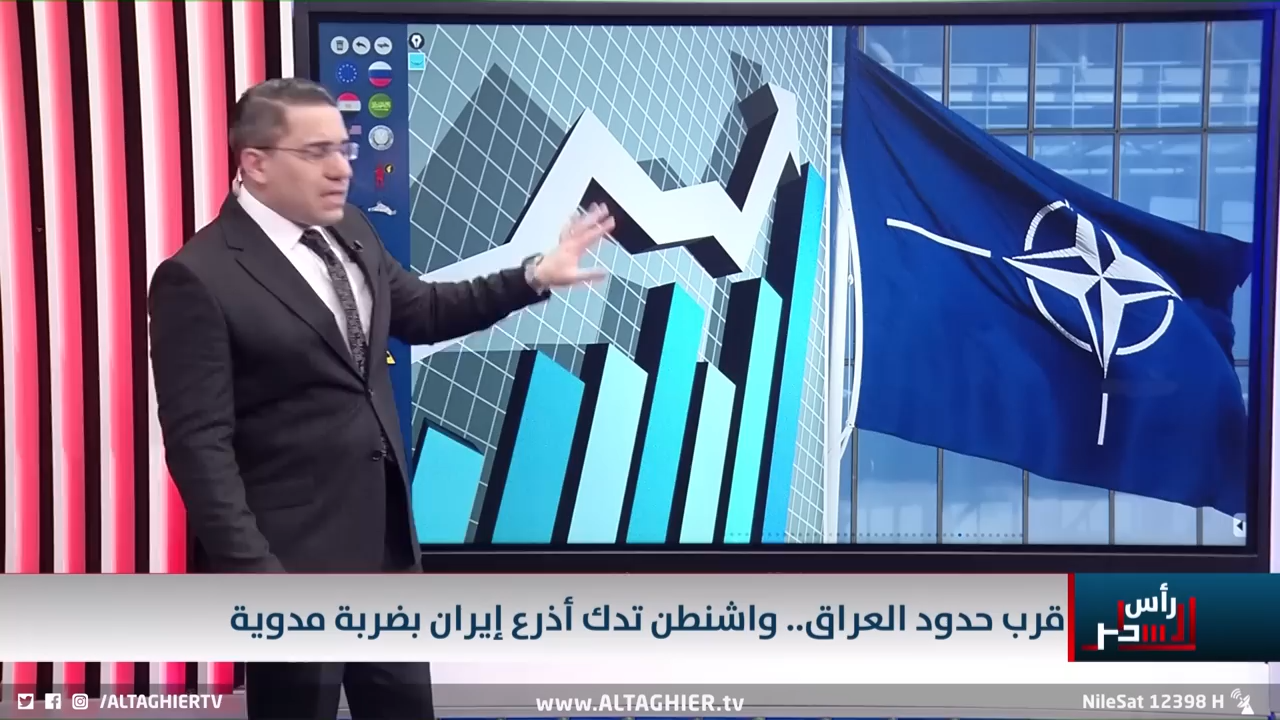 قرب حدود العراق.. واشنطن تدك أذرع إيران بضربة مدوية
رأس
السطر
/ALTAGHIERTV
www.ALTAGHIER.tv
NileSat 12398 H